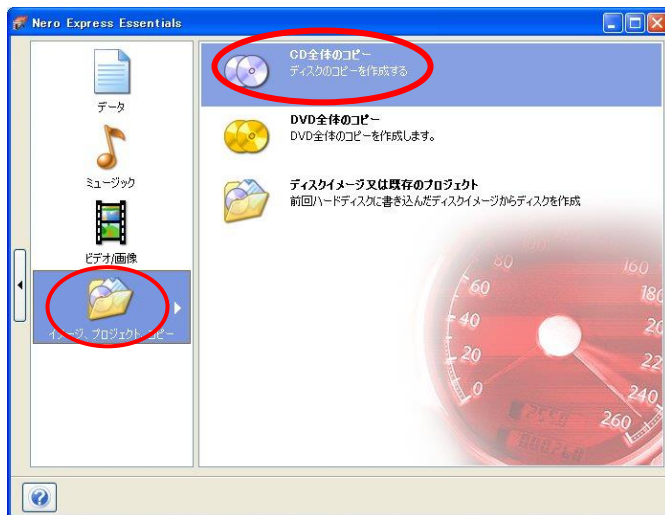 Nero Express Essentials
データ
ミュージック
ビデオ/画像
イメージ、プロジェクト、コピー
CD全体のコピー
ディスクのコピーを作成する
DVD全体のコピー
DVD全体のコピーを作成します。
ディスクイメージ又は既存のプロジェクト
前回ハードディスクに書き込んだディスクイメージからディスクを作成
80
160
60
180
40
20
20
22
0
240
260
2550
008260